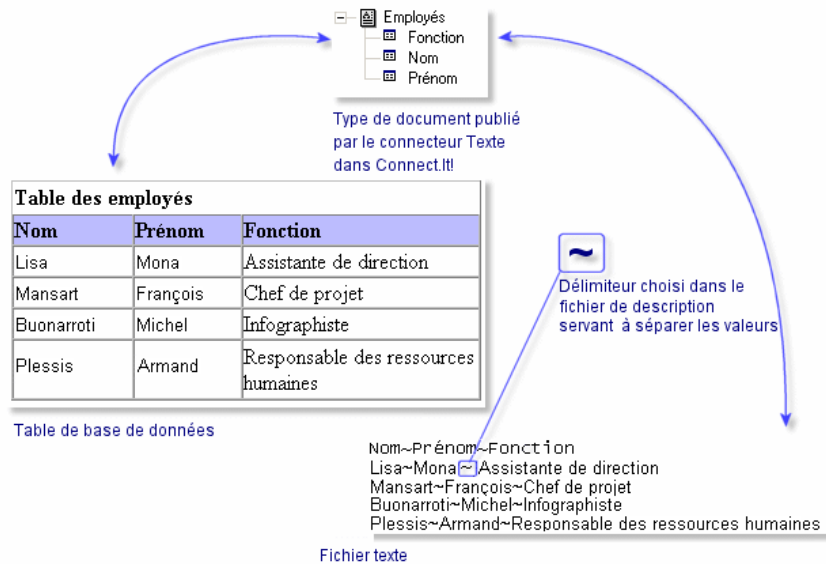 Employés
Fonction
Nom
Prénom
Type de document publié
par le connecteur Texte
dans Connect.It!
Table des employés
Nom Prénom Fonction
Lisa Mona Assistante de direction
Mansart François Chef de projet
Buonarroti Michel Infographiste
Plessis Armand Responsable des ressources
humaines
Table de base de données
~
Délimiteur choisi dans le
fichier de description
servant à séparer les valeurs
Nom~Prénom~Fonction
Lisa~Mona~Assistante de direction
Mansart~François~Chef de projet
Buonarroti~Michel~Infographiste
Plessis~Armand~Responsable des ressources humaines
Fichier texte